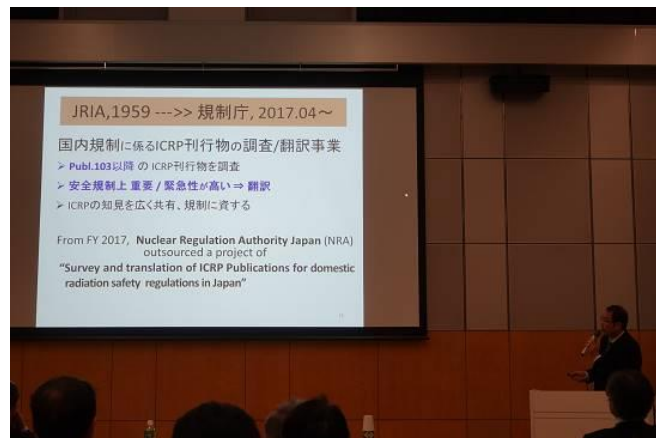 JRIA,1959 --->> 規制庁, 2017.04～
国内規制に係るICRP刊行物の調査/翻訳事業
➢ Publ.103以降 の ICRP刊行物を調査
➢ 安全規制上 重要 / 緊急性が高い ⇒ 翻訳
➢ ICRPの知見を広く共有、規制に資する
From FY 2017, Nuclear Regulation Authority Japan (NRA)
outsourced a project of
“Survey and translation of ICRP Publications for domestic
radiation safety regulations in Japan”